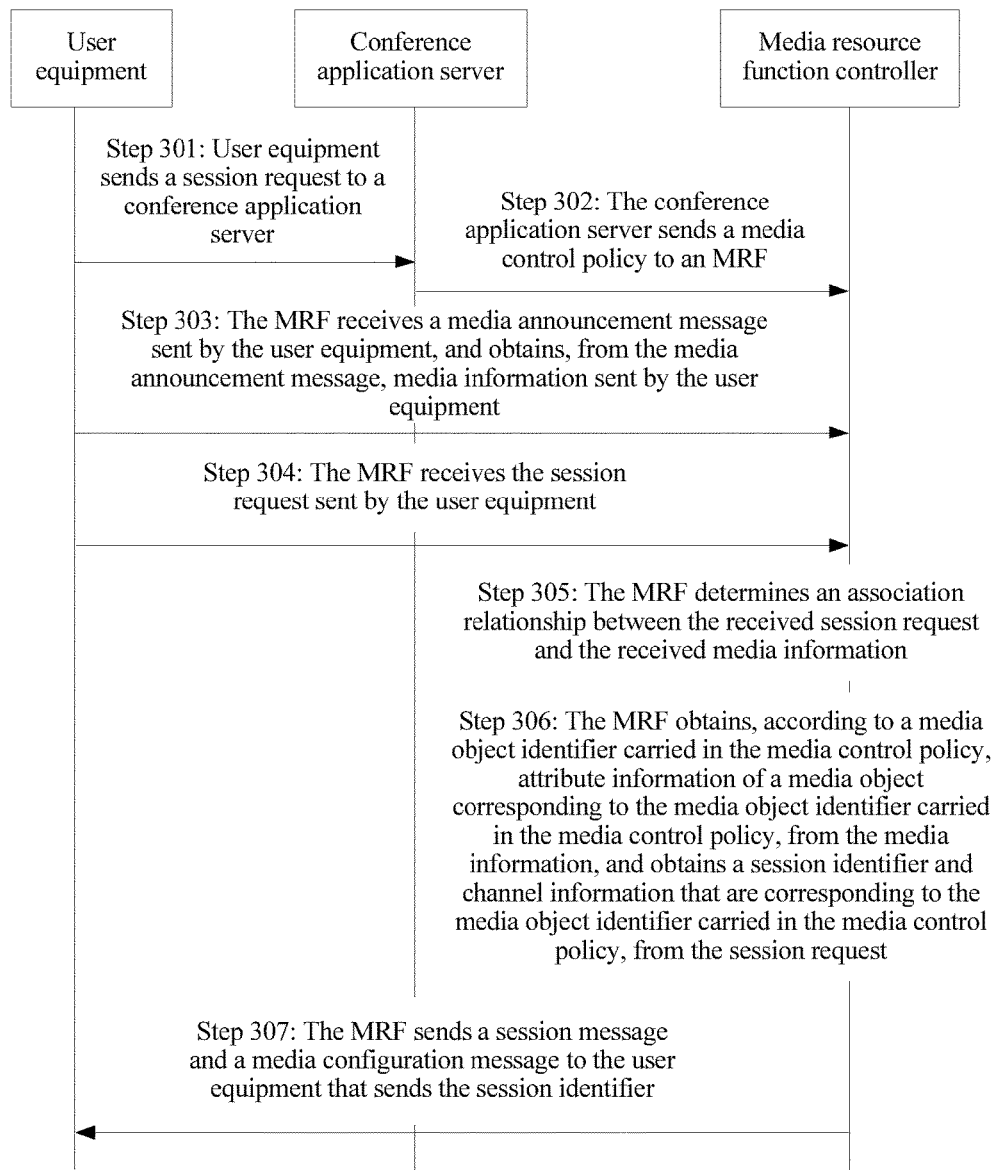 User
equipment
Conference
application server
Media resource
function controller
Step 301: User equipment
sends a session request to a
conference application
server
Step 302: The conference
application server sends a media
control policy to an MRF
Step 303: The MRF receives a media announcement message
sent by the user equipment, and obtains, from the media
announcement message, media information sent by the user
equipment
Step 304: The MRF receives the session
request sent by the user equipment
Step 305: The MRF determines an association
relationship between the received session request
and the received media information
Step 306: The MRF obtains, according to a media
object identifier carried in the media control policy,
attribute information of a media object
corresponding to the media object identifier carried
in the media control policy, from the media
information, and obtains a session identifier and
channel information that are corresponding to the
media object identifier carried in the media control
policy, from the session request
Step 307: The MRF sends a session message
and a media configuration message to the user
equipment that sends the session identifier